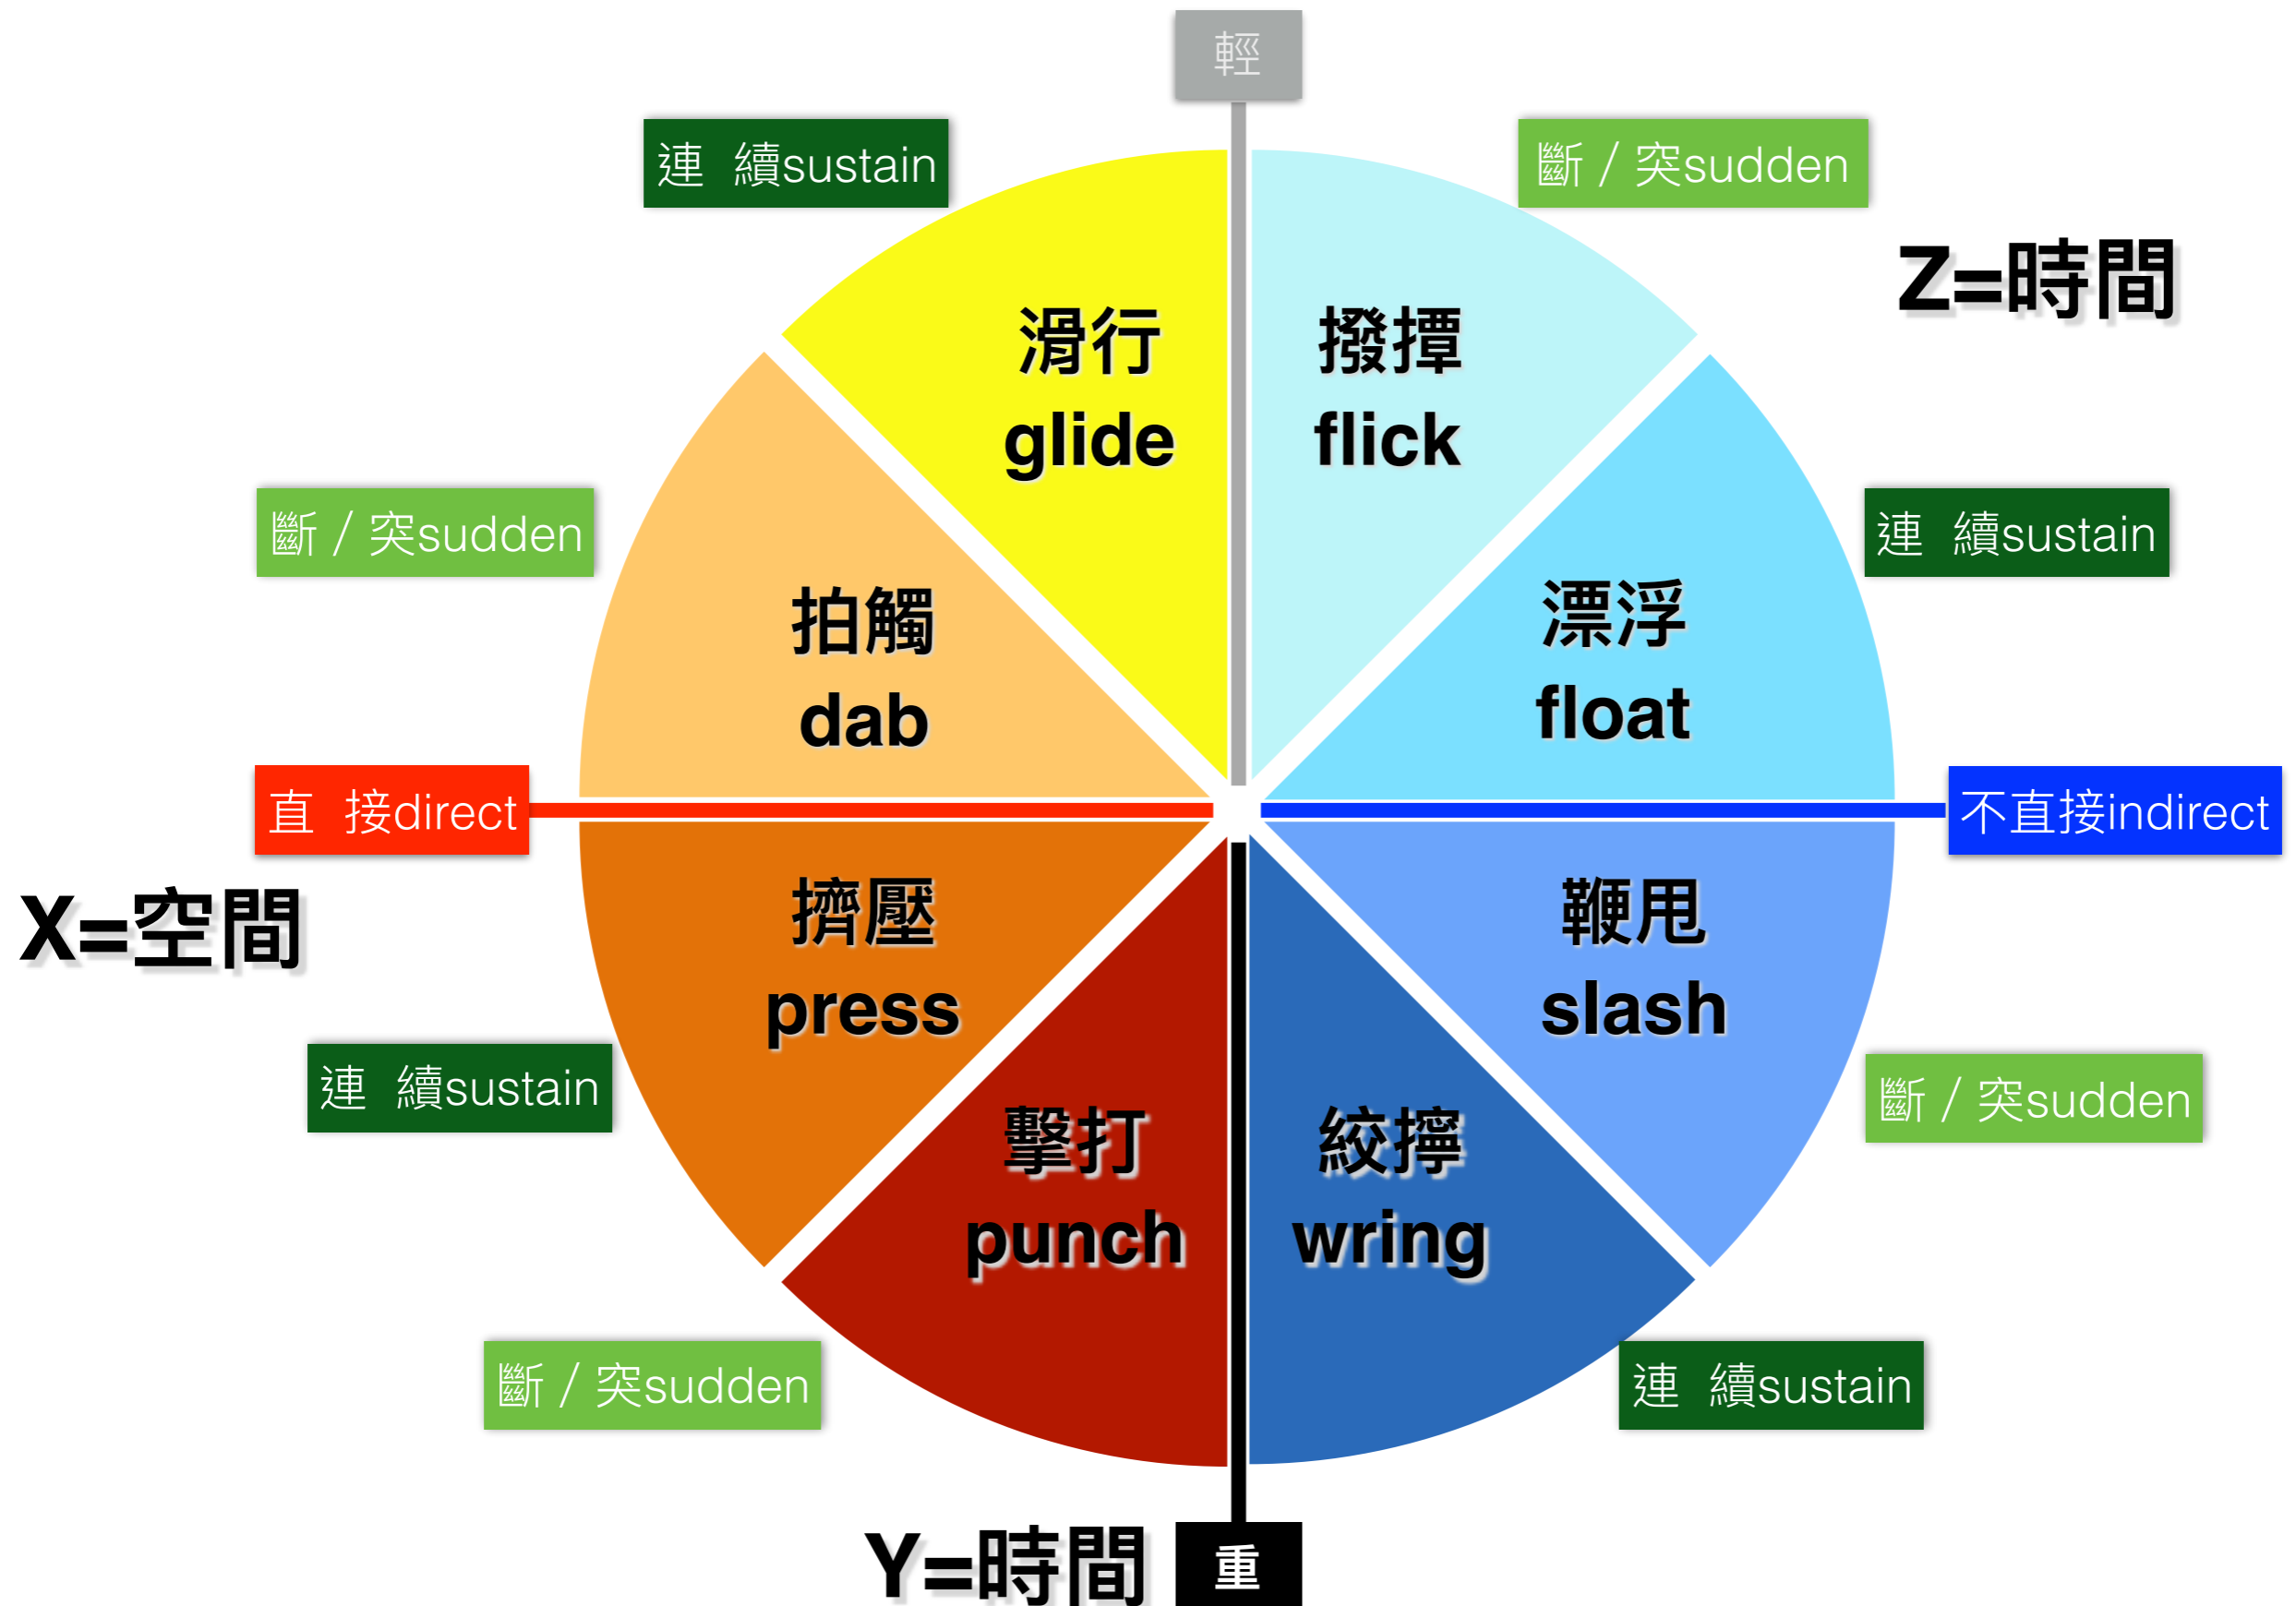 輕
連 續sustain
斷 / 突sudden
Z=時間
滑行
glide
撥撢
flick
斷 / 突sudden
連 續sustain
拍觸
dab
漂浮
float
直 接direct
不直接indirect
X=空間
擠壓
press
鞭甩
slash
連 續sustain
斷 / 突sudden
擊打
punch
絞擰
wring
斷 / 突sudden
連 續sustain
Y=時間
重